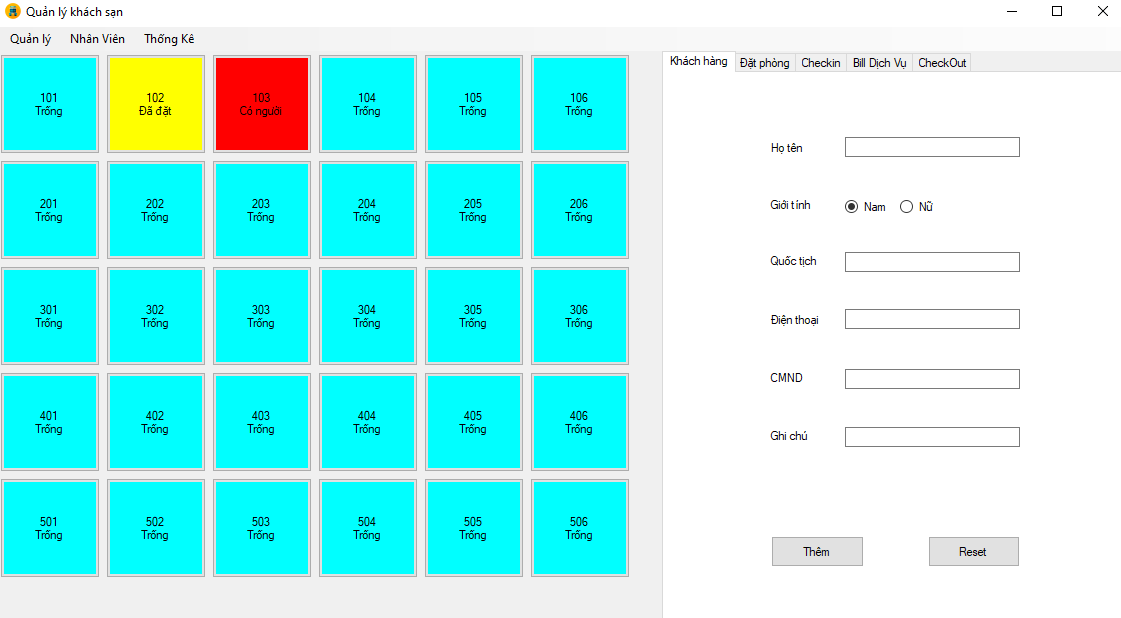 Quản lý khách sạn
Quản lý Nhân Viên Thống Kê
Khách hàng Đặt phòng Checkin Bill Dịch Vụ CheckOut
101
Trống
102
Đã đặt
103
Có người
104
Trống
105
Trống
106
Trống
201
Trống
202
Trống
203
Trống
204
Trống
205
Trống
206
Trống
301
Trống
302
Trống
303
Trống
304
Trống
305
Trống
306
Trống
401
Trống
402
Trống
403
Trống
404
Trống
405
Trống
406
Trống
501
Trống
502
Trống
503
Trống
504
Trống
505
Trống
506
Trống
Họ tên
Giới tính Nam Nữ
Quốc tịch
Điện thoại
CMND
Ghi chú
Thêm Reset